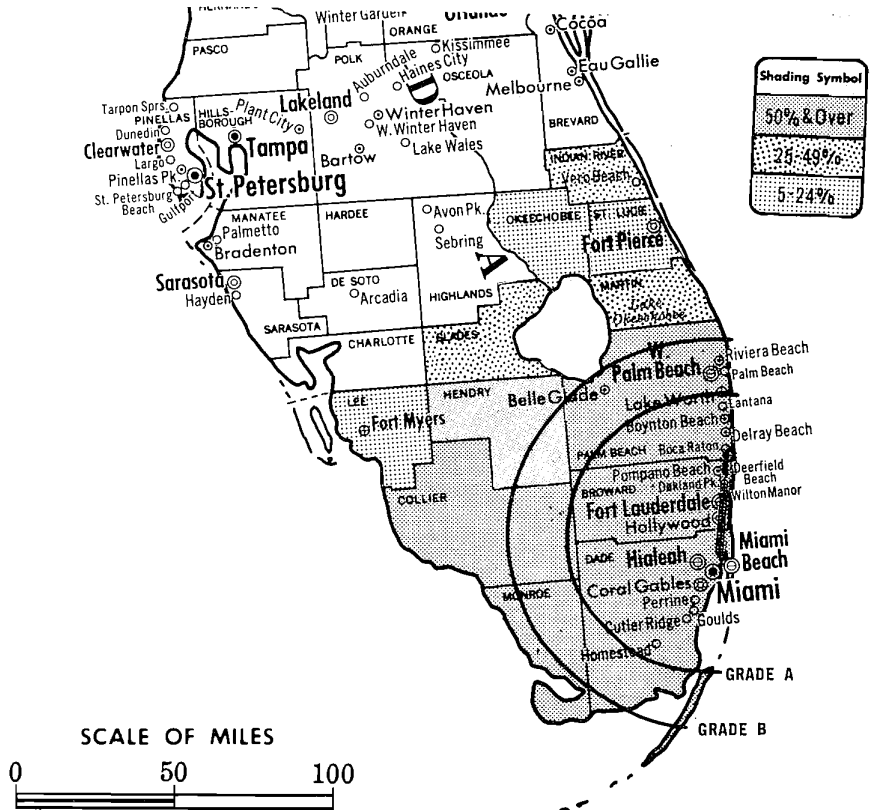 Winter Garden
Orlando
ORANGE
Cocoa
PASCO
POLK
Kissimmee
Auburndale
Haines City
OSCEOLA
Eau Gallie
Melbourne
Shading Symbol
50% & Over
25-49%
5-24%
Tarpon Sprs.
PINELLAS
HILLS-
BOROUGH
Plant City
Lakeland
Winter Haven
W. Winter Haven
BREVARD
Dunedin
Clearwater
Tampa
Bartow
Lake Wales
Largo
Pinellas Pk.
St. Petersburg
INDIAN RIVER
Vero Beach
St. Petersburg
Beach
Gulfport
MANATEE
HARDEE
Avon Pk.
OKEECHOBEE
ST. LUCIE
Palmetto
Bradenton
Sebring
Fort Pierce
Sarasota
Hayden
DE SOTO
Arcadia
HIGHLANDS
MARTIN
Lake
Okeechobee
SARASOTA
CHARLOTTE
GLADES
W.
Palm Beach
Riviera Beach
Palm Beach
LEE
HENDRY
Belle Glade
Lake Worth
Lantana
Fort Myers
Boynton Beach
Delray Beach
PALM BEACH
Boca Raton
COLLIER
Pompano Beach
Deerfield
Beach
BROWARD
Oakland Pk.
Wilton Manor
Fort Lauderdale
Hollywood
DADE
Hialeah
Miami
Beach
MONROE
Coral Gables
Miami
Perrine
Cutler Ridge
Goulds
Homestead
GRADE A
GRADE B
SCALE OF MILES
0 50 100